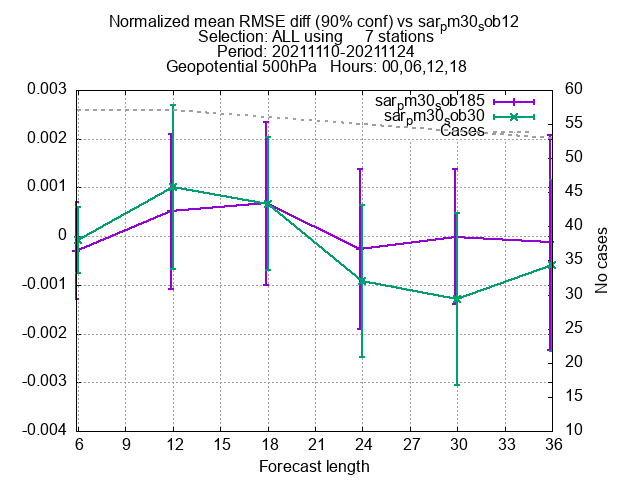 Normalized mean RMSE diff (90% conf) vs sarpm30sob12
Selection: ALL using 7 stations
Period: 20211110-20211124
Geopotential 500hPa Hours: 00,06,12,18
sarpm30sob185
sarpm30sob30
Cases
0.003
0.002
0.001
0
-0.001
-0.002
-0.003
-0.004
60
55
50
45
40
35
30
25
20
15
10
No cases
6 9 12 15 18 21 24 27 30 33 36
Forecast length